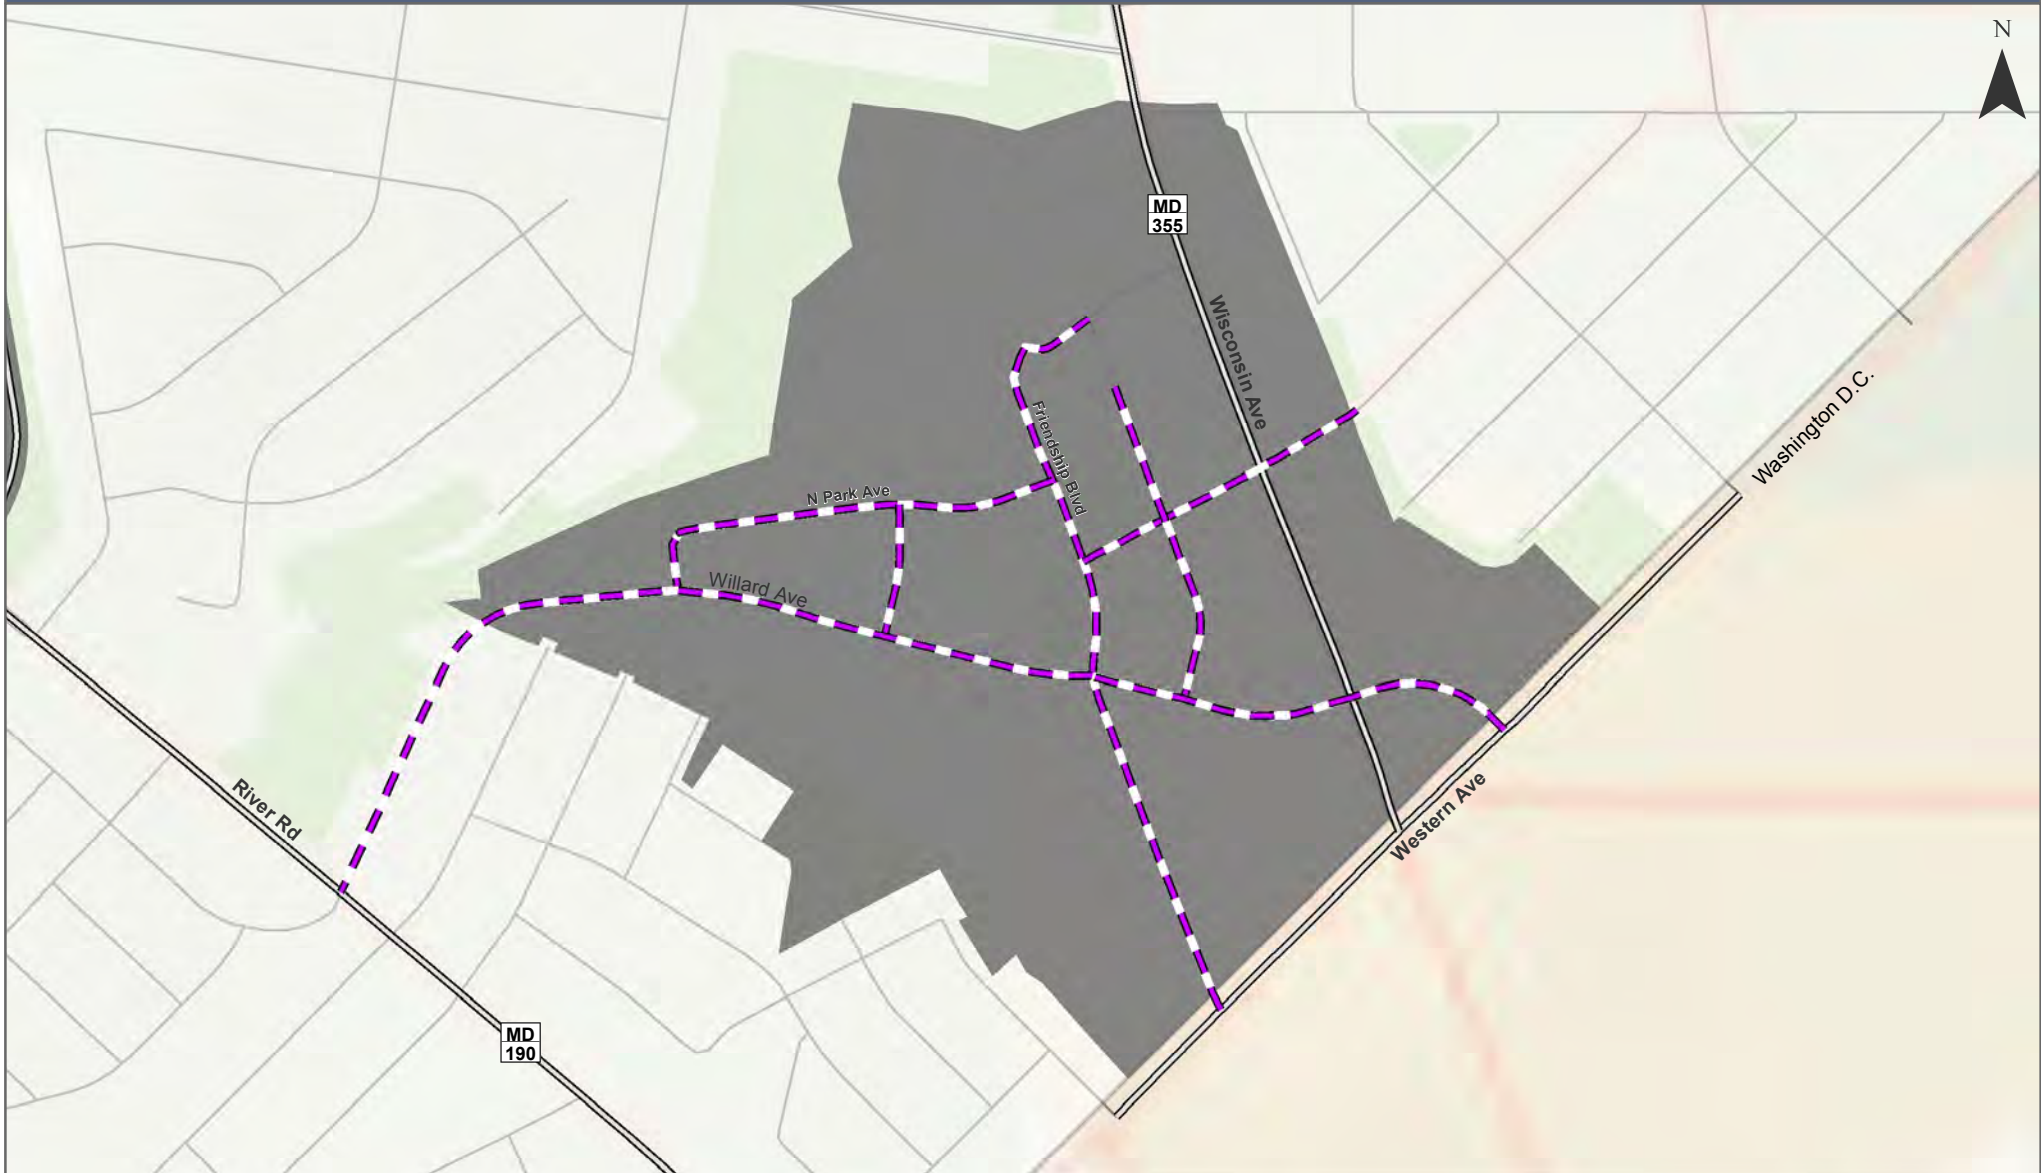 N
MD
355
Wisconsin Ave
Washington D.C.
Friendship Blvd
N Park Ave
Willard Ave
River Rd
Western Ave
MD
190